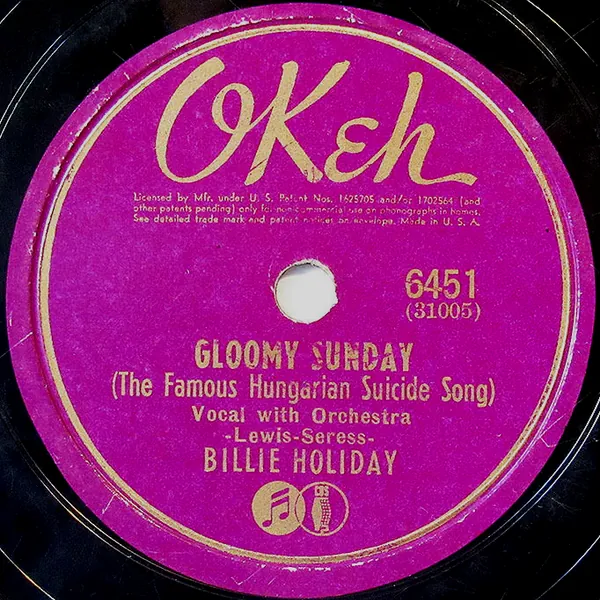 OKeh
Licensed by Mfr. under U. S. Patent Nos. 1625705 and/or 1702564 (and
other patents pending) only for non-commercial use on phonographs in homes.
See detailed trade mark and patent notices on envelope. Made in U. S. A.
6451
(31005)
GLOOMY SUNDAY
(The Famous Hungarian Suicide Song)
Vocal with Orchestra
-Lewis-Seress-
BILLIE HOLIDAY
CBS